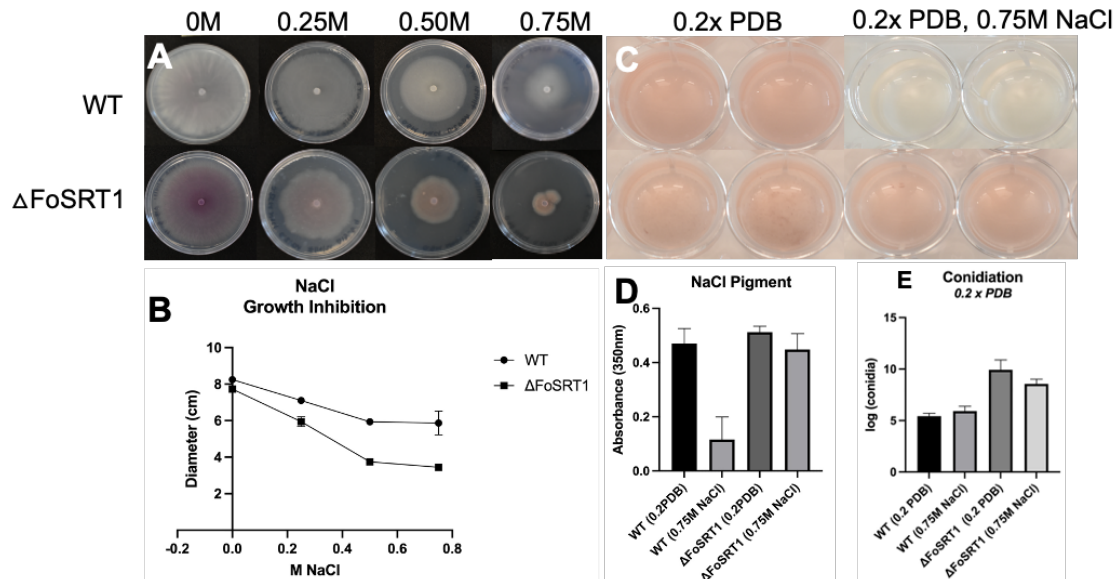 0M 0.25M 0.50M 0.75M 0.2x PDB 0.2x PDB, 0.75M NaCl
A
C
WT
△FoSRT1
B
NaCl
Growth Inhibition
10
8
6
4
2
Diameter (cm)
-0.2 0.0 0.2 0.4 0.6 0.8
M NaCl
WT
ΔFoSRT1
D
NaCl Pigment
0.6
0.4
0.2
0.0
Absorbance (350nm)
WT (0.2PDB)
WT (0.75M NaCl)
ΔFoSRT1 (0.2 PDB)
ΔFoSRT1 (0.75M NaCl)
E
Conidiation
0.2 x PDB
15
10
5
0
log (conidia)
WT (0.2 PDB)
WT (0.75M NaCl)
ΔFoSRT1 (0.2 PDB)
ΔFoSRT1 (0.75M NaCl)